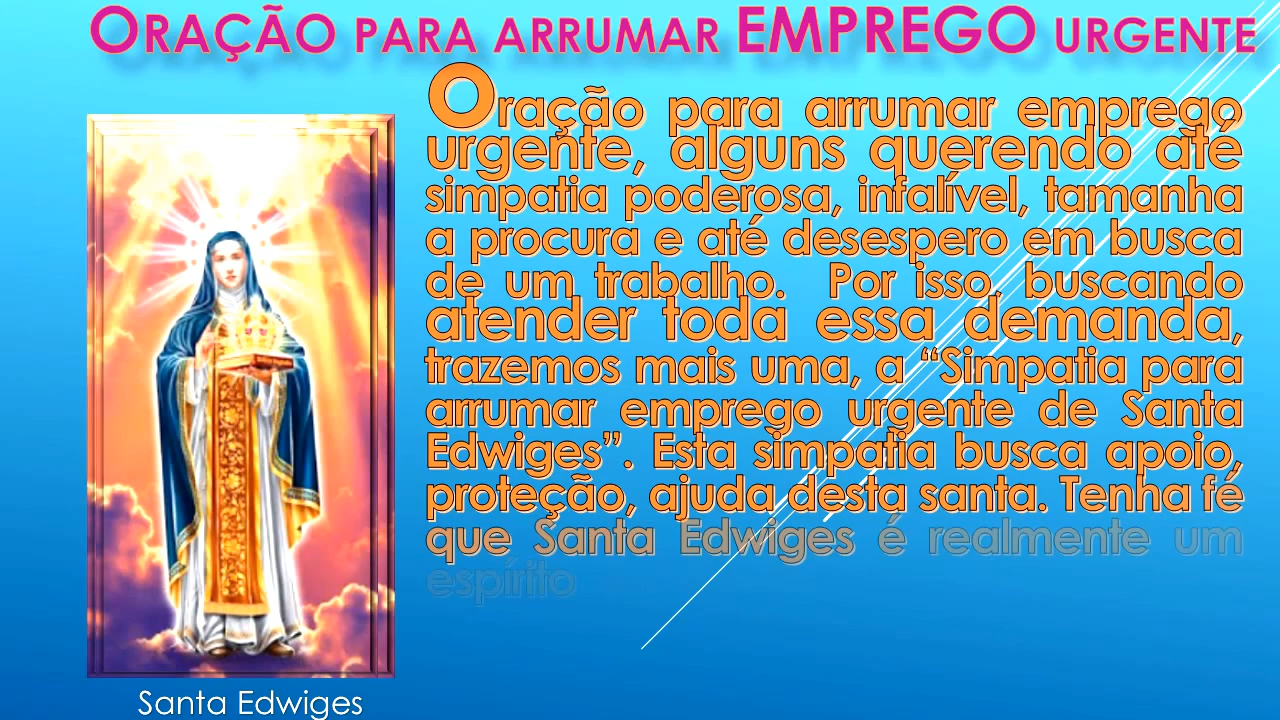 ORAÇÃO PARA ARRUMAR EMPREGO URGENTE
Oração para arrumar emprego
urgente, alguns querendo até
simpatia poderosa, infalível, tamanha
a procura e até desespero em busca
de um trabalho. Por isso, buscando
atender toda essa demanda,
trazemos mais uma, a “Simpatia para
arrumar emprego urgente de Santa
Edwiges”. Esta simpatia busca apoio,
proteção, ajuda desta santa. Tenha fé
que Santa Edwiges é realmente um
espírito
Santa Edwiges